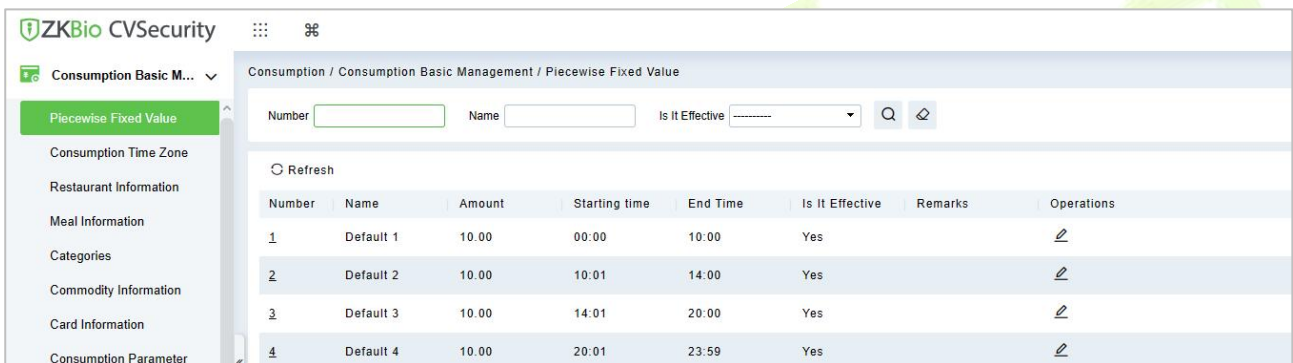 ZKBio CVSecurity
Consumption Basic M...
Consumption / Consumption Basic Management / Piecewise Fixed Value
Piecewise Fixed Value
Consumption Time Zone
Restaurant Information
Meal Information
Categories
Commodity Information
Card Information
Consumption Parameter
Number Name Is It Effective ----------
Refresh
Number Name Amount Starting time End Time Is It Effective Remarks Operations
1 Default 1 10.00 00:00 10:00 Yes
2 Default 2 10.00 10:01 14:00 Yes
3 Default 3 10.00 14:01 20:00 Yes
4 Default 4 10.00 20:01 23:59 Yes